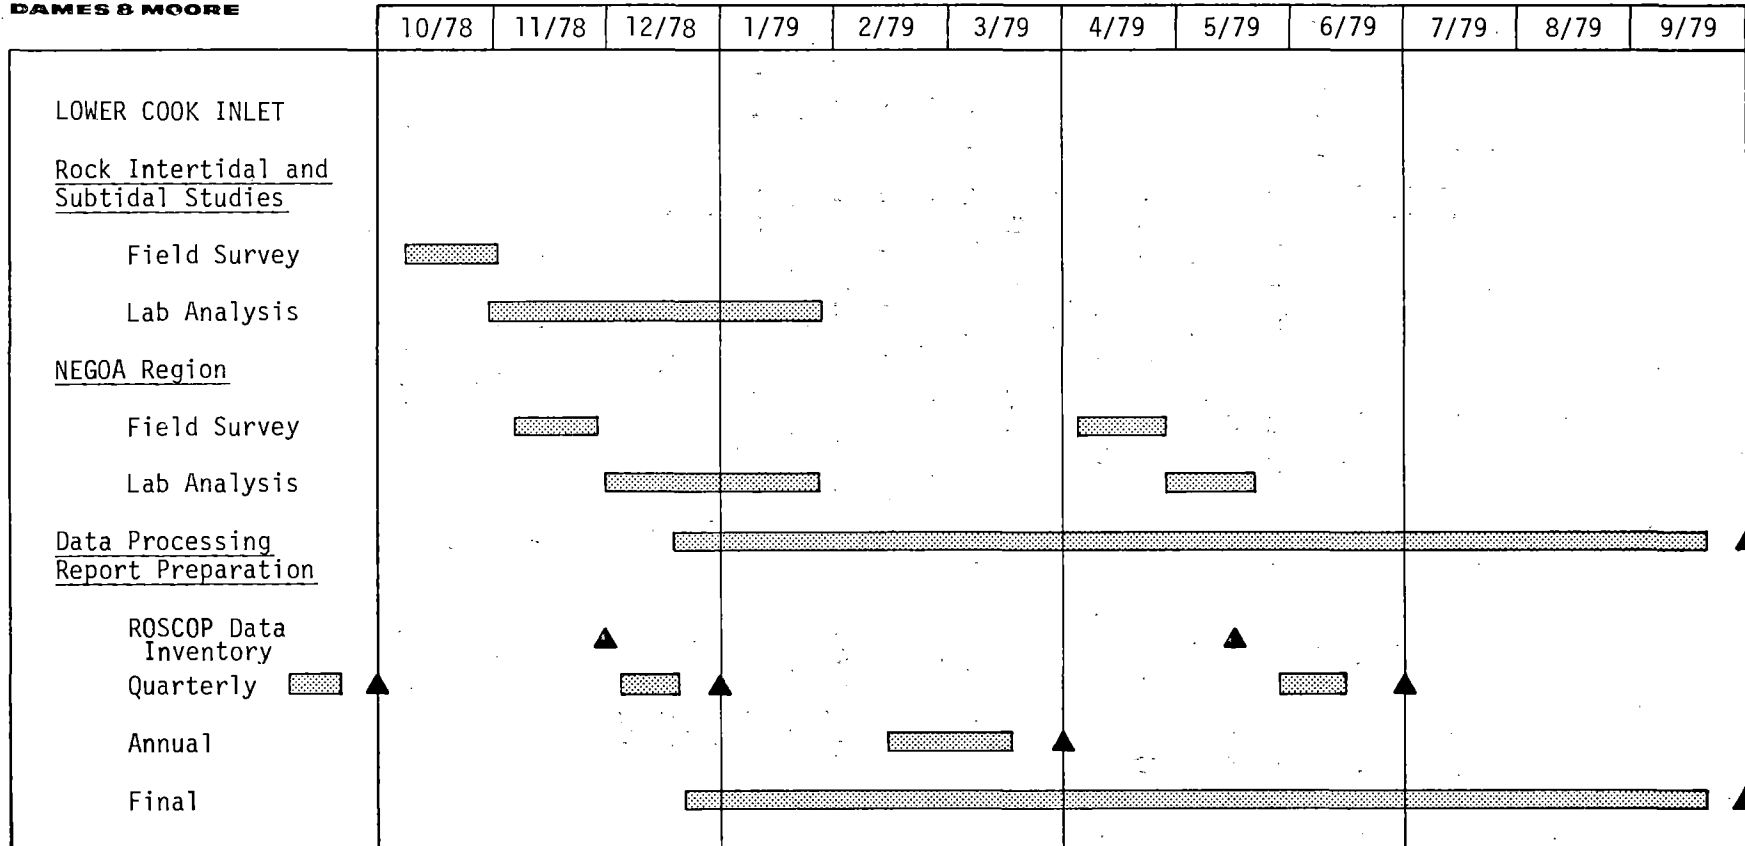 DAMES & MOORE
10/78 11/78 12/78 1/79 2/79 3/79 4/79 5/79 6/79 7/79 8/79 9/79
LOWER COOK INLET
Rock Intertidal and
Subtidal Studies
Field Survey
Lab Analysis
NEGOA Region
Field Survey
Lab Analysis
Data Processing
Report Preparation
ROSCOP Data
Inventory
Quarterly
Annual
Final